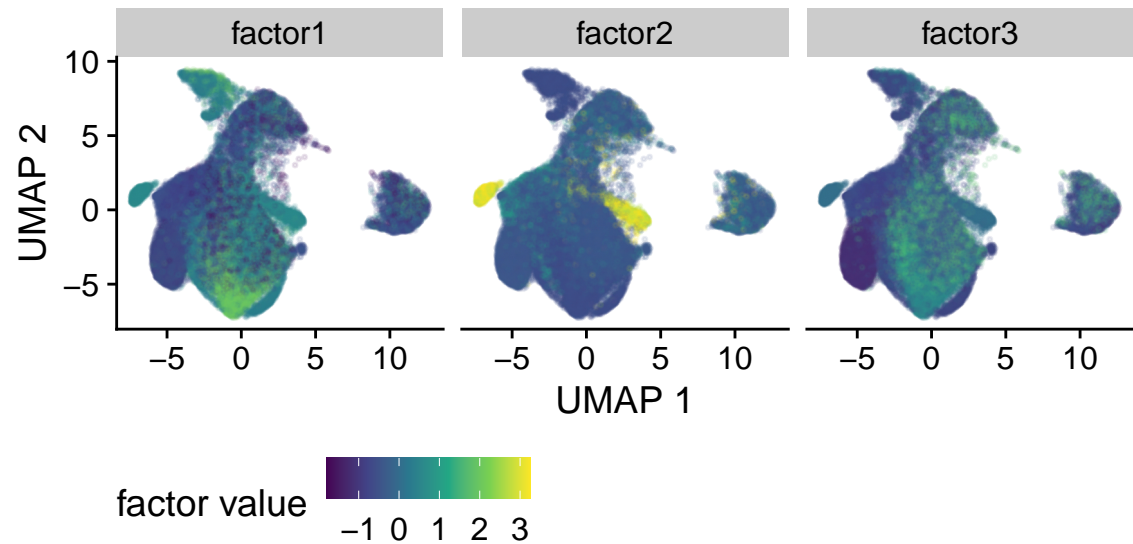 factor1 factor2 factor3
10
5
0
−5
UMAP 2
−5 0 5 10 −5 0 5 10 −5 0 5 10
UMAP 1
factor value
−1 0 1 2 3